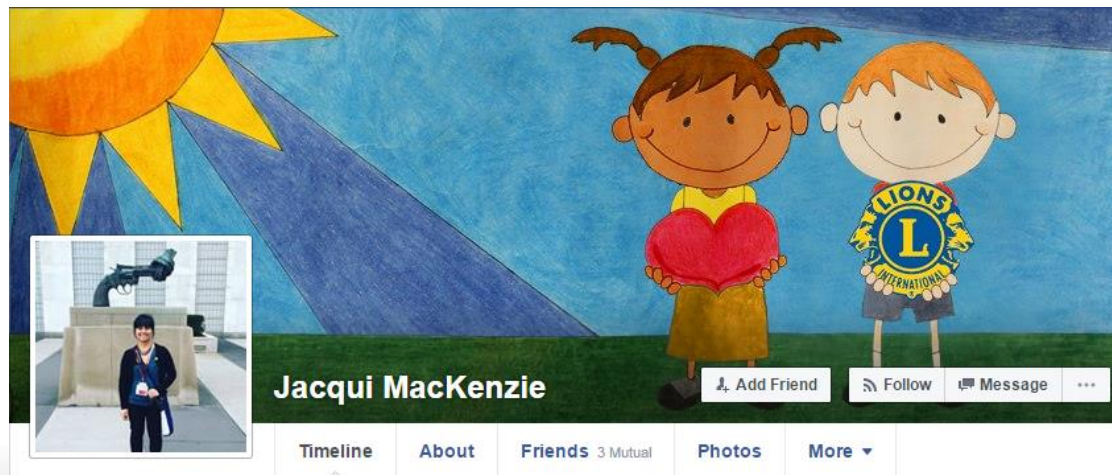 LIONS
L
INTERNATIONAL
Jacqui MacKenzie
Add Friend
Follow
Message
...
Timeline
About
Friends 3 Mutual
Photos
More